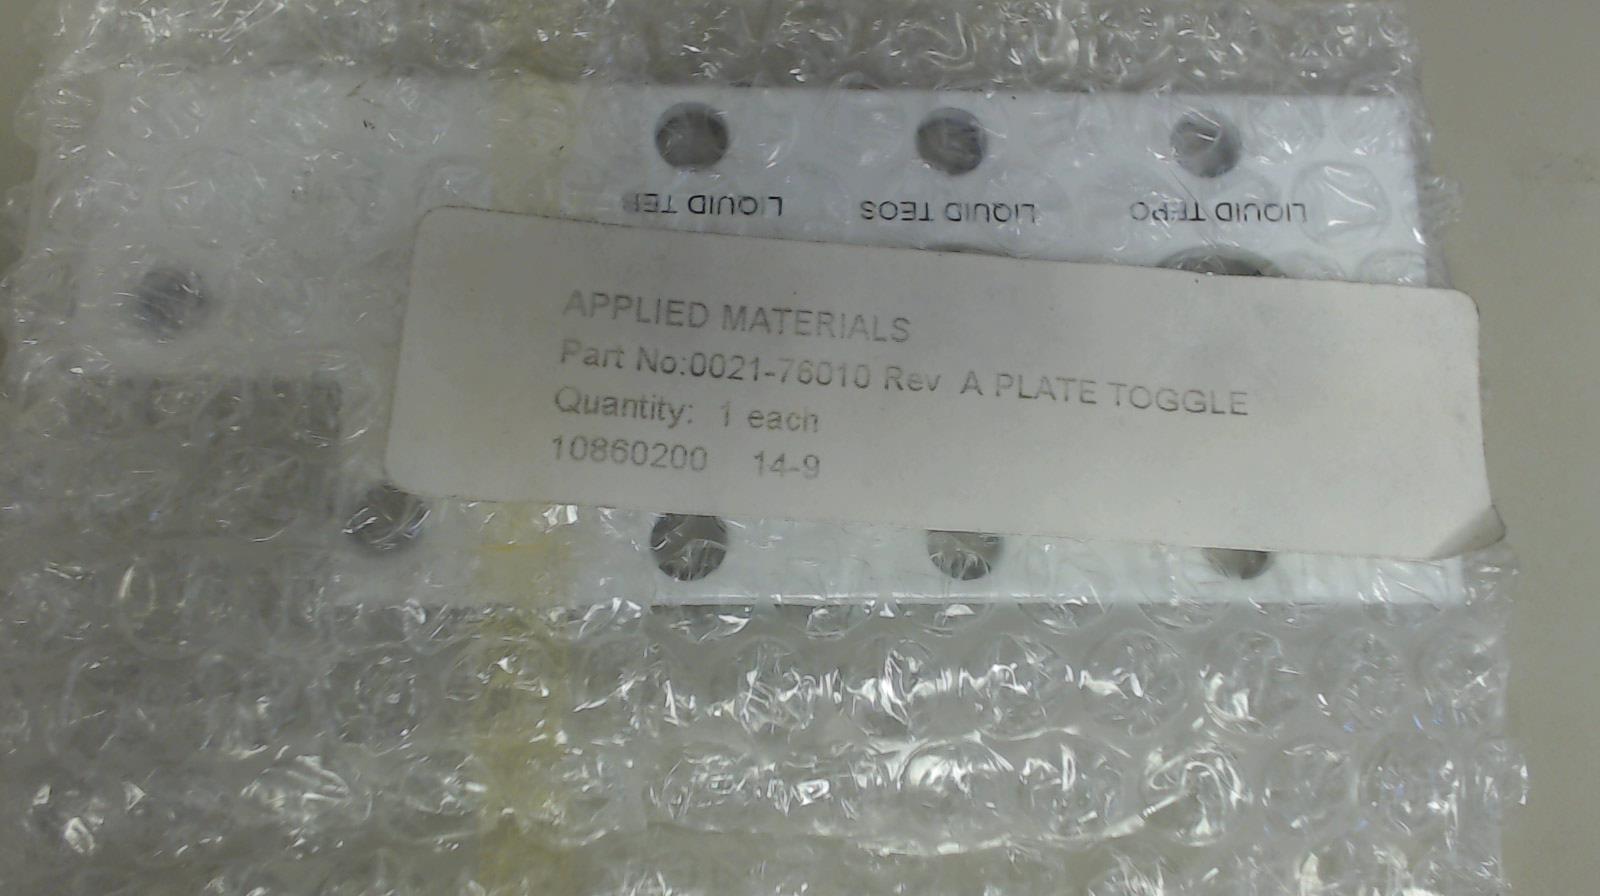 LIQUID TEOS
LIQUID TEPO
LIQUID
APPLIED MATERIALS
Part No:0021-76010 Rev A PLATE TOGGLE
Quantity: 1 each
10860200 14-9